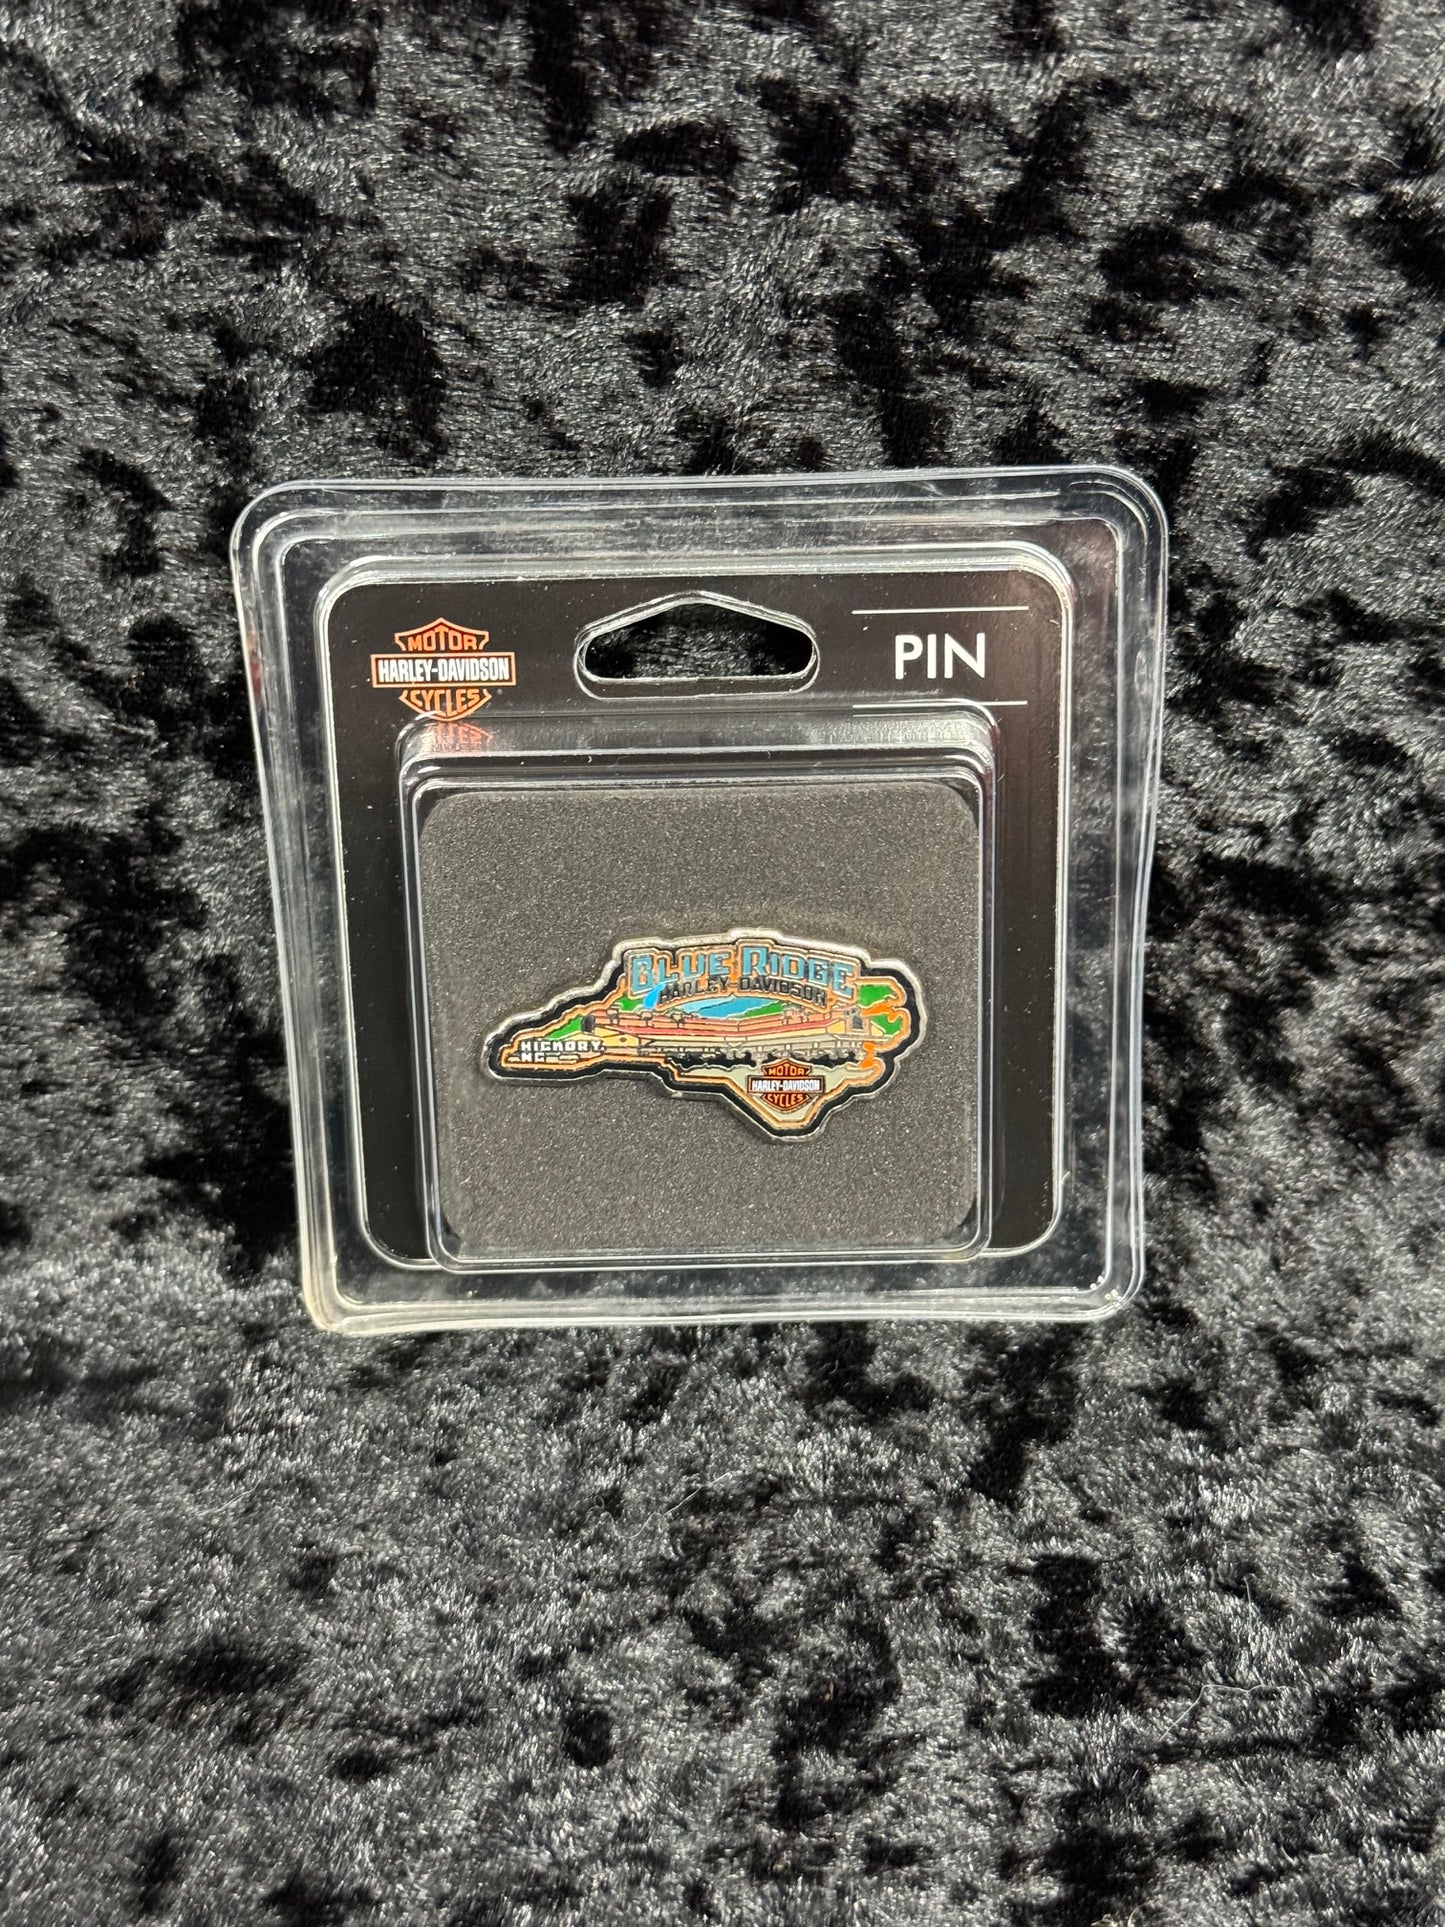 MOTOR
HARLEY-DAVIDSON
CYCLES
PIN
BLUE RIDGE
HARLEY-DAVIDSON
HICKORY,
NC
MOTOR
HARLEY-DAVIDSON
CYCLES